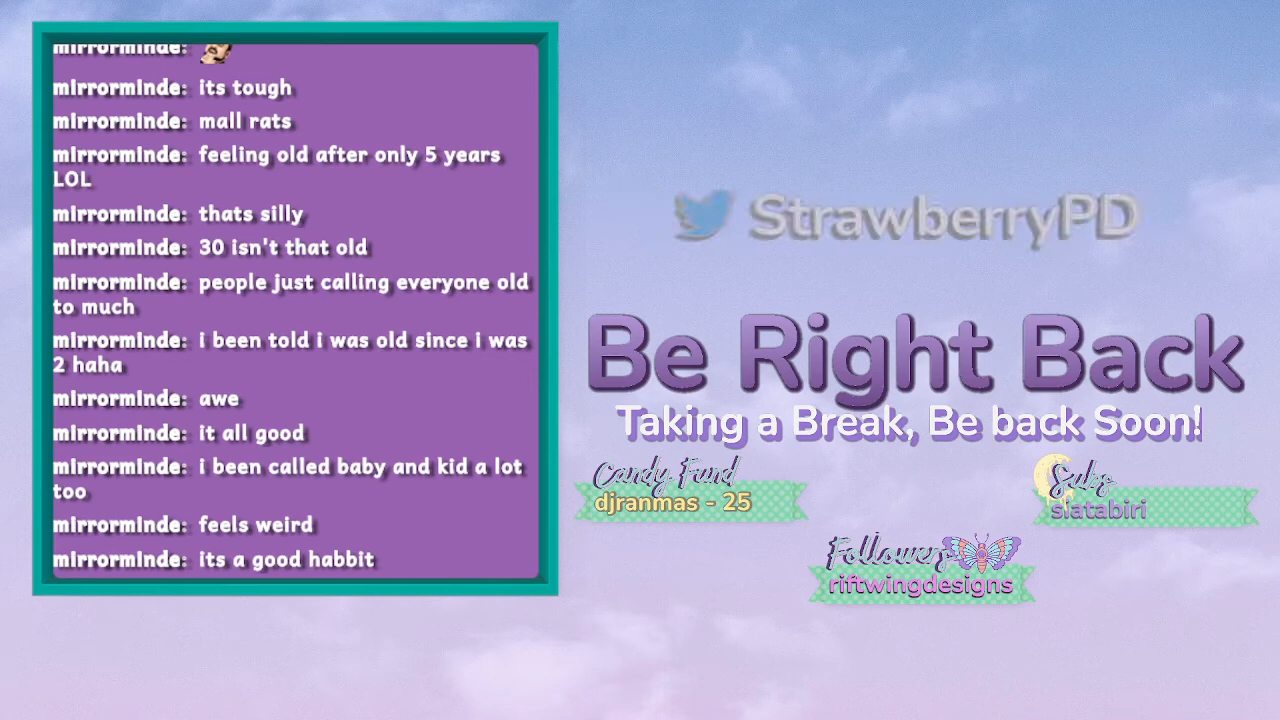 mirrorminde:
mirrorminde: its tough
mirrorminde: mall rats
mirrorminde: feeling old after only 5 years
LOL
mirrorminde: thats silly
mirrorminde: 30 isn't that old
mirrorminde: people just calling everyone old
to much
mirrorminde: i been told i was old since i was
2 haha
mirrorminde: awe
mirrorminde: it all good
mirrorminde: i been called baby and kid a lot
too
mirrorminde: feels weird
mirrorminde: its a good habbit
StrawberryPD
Be Right Back
Taking a Break, Be back Soon!
Candy Fund
djranmas - 25
Subs
siatabiri
Followers
riftwingdesigns